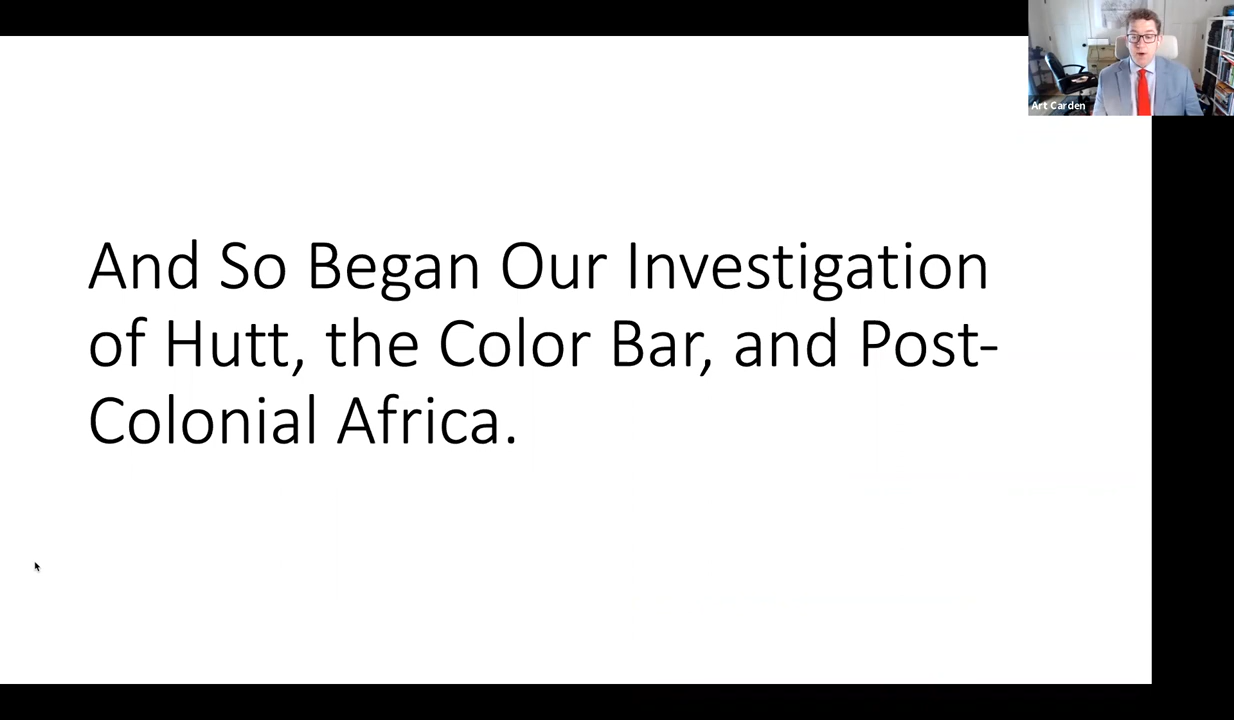 Art Carden
And So Began Our Investigation
of Hutt, the Color Bar, and Post-
Colonial Africa.